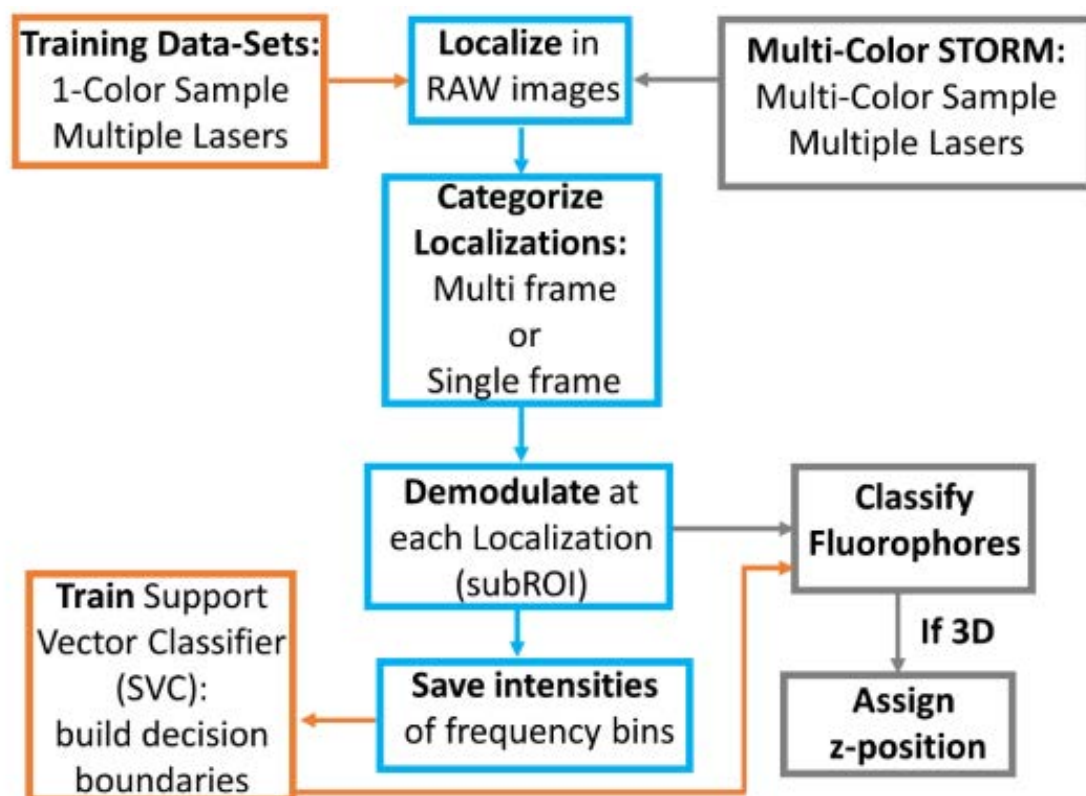 Training Data-Sets:
1-Color Sample
Multiple Lasers
Localize in
RAW images
Multi-Color STORM:
Multi-Color Sample
Multiple Lasers
Categorize
Localizations:
Multi frame
or
Single frame
Demodulate at
each Localization
(subROI)
Classify
Fluorophores
Train Support
Vector Classifier
(SVC):
build decision
boundaries
Save intensities
of frequency bins
If 3D
Assign
z-position